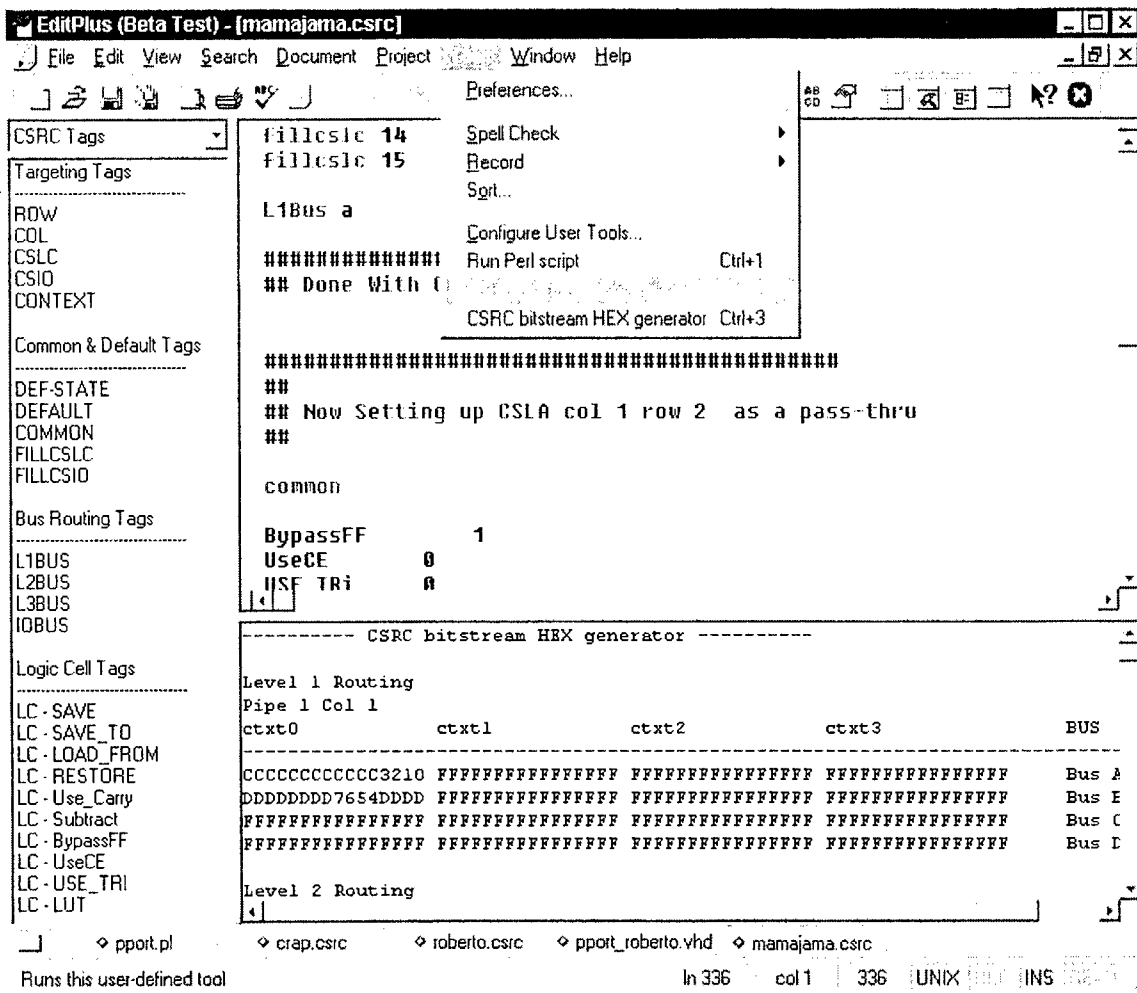 EditPlus (Beta Test) - [mamajama.csrc]
File Edit View Search Document Project Window Help
CSRC Tags
Targeting Tags
ROW
COL
CSLC
CSIO
CONTEXT
Common & Default Tags
DEF-STATE
DEFAULT
COMMON
FILLCSLC
FILLCSIO
Bus Routing Tags
L1BUS
L2BUS
L3BUS
IOBUS
Logic Cell Tags
LC - SAVE
LC - SAVE_TO
LC - LOAD_FROM
LC - RESTORE
LC - Use_Carry
LC - Subtract
LC - BypassFF
LC - UseCE
LC - USE_TRI
LC - LUT
fillcslc 14
fillcslc 15
L1Bus a
##############
## Done With
############################################
##
## Now Setting up CSLA col 1 row 2 as a pass-thru
##
common
BypassFF 1
UseCE 0
USE_TRi 0
Preferences...
Spell Check
Record
Sort...
Configure User Tools...
Run Perl script Ctrl+1
CSRC bitstream HEX generator Ctrl+3
---------- CSRC bitstream HEX generator ----------
Level 1 Routing
Pipe 1 Col 1
ctxt0 ctxt1 ctxt2 ctxt3 BUS
CCCCCCCCCCCC3210 FFFFFFFFFFFFFFFF FFFFFFFFFFFFFFFF FFFFFFFFFFFFFFFF Bus A
DDDDDDDD7654DDDD FFFFFFFFFFFFFFFF FFFFFFFFFFFFFFFF FFFFFFFFFFFFFFFF Bus B
FFFFFFFFFFFFFFFF FFFFFFFFFFFFFFFF FFFFFFFFFFFFFFFF FFFFFFFFFFFFFFFF Bus C
FFFFFFFFFFFFFFFF FFFFFFFFFFFFFFFF FFFFFFFFFFFFFFFF FFFFFFFFFFFFFFFF Bus D
Level 2 Routing
pport.pl crap.csrc roberto.csrc pport_roberto.vhd mamajama.csrc
Runs this user-defined tool ln 336 col 1 336 UNIX INS